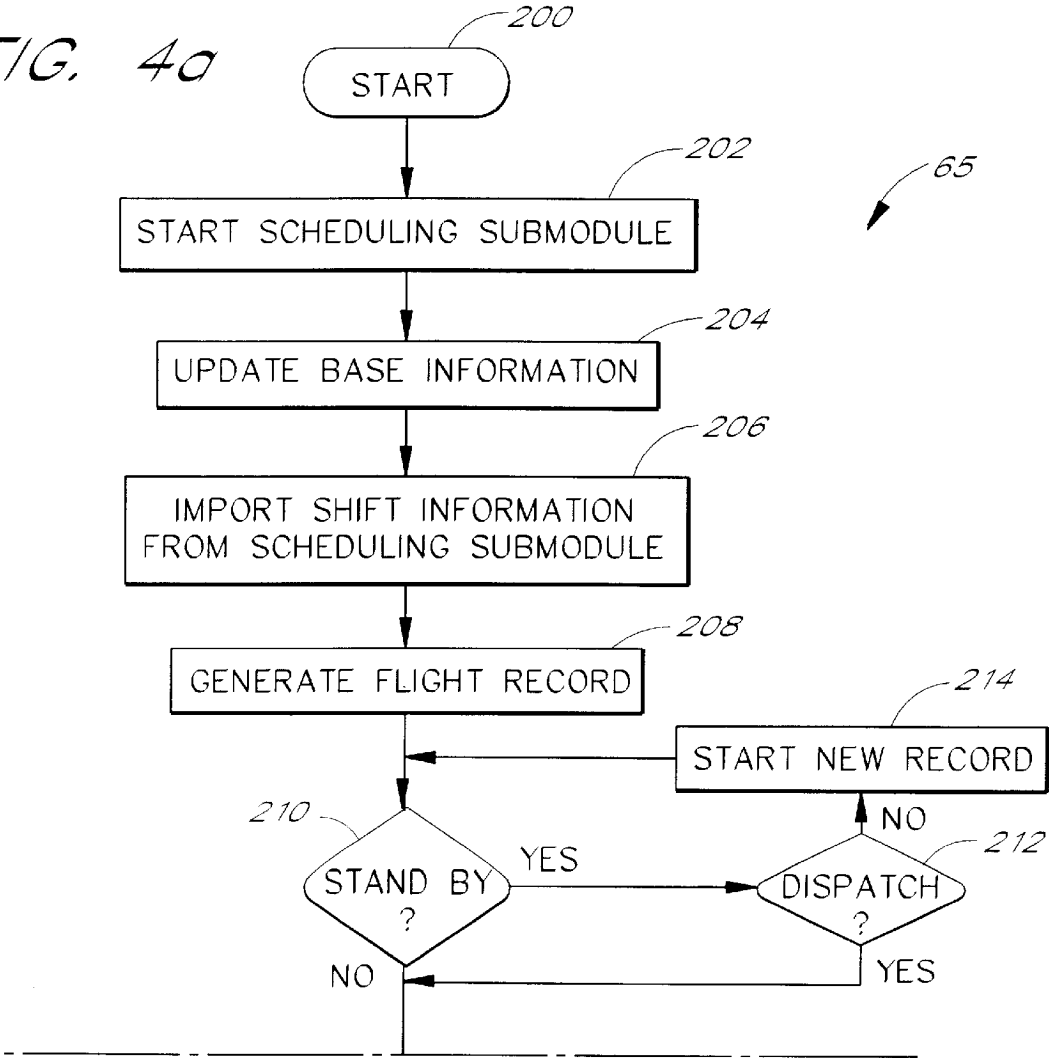 FIG. 4a
200
START
202
65
START SCHEDULING SUBMODULE
204
UPDATE BASE INFORMATION
206
IMPORT SHIFT INFORMATION
FROM SCHEDULING SUBMODULE
208
GENERATE FLIGHT RECORD
214
START NEW RECORD
210
NO
212
YES
STAND BY
?
DISPATCH
?
NO
YES